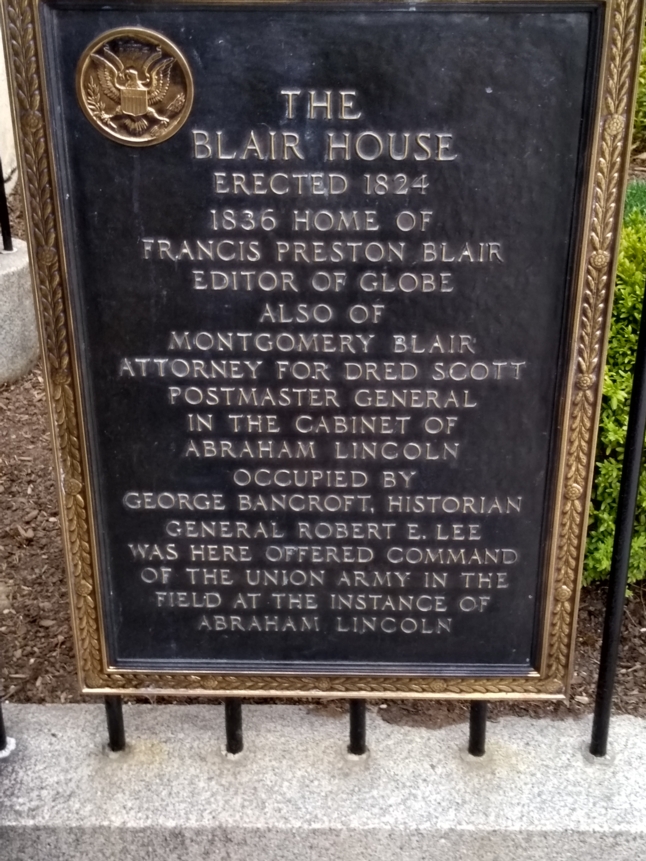 THE
BLAIR HOUSE
ERECTED 1824
1836 HOME OF
FRANCIS PRESTON BLAIR
EDITOR OF GLOBE
ALSO OF
MONTGOMERY BLAIR
ATTORNEY FOR DRED SCOTT
POSTMASTER GENERAL
IN THE CABINET OF
ABRAHAM LINCOLN
OCCUPIED BY
GEORGE BANCROFT, HISTORIAN
GENERAL ROBERT E. LEE
WAS HERE OFFERED COMMAND
OF THE UNION ARMY IN THE
FIELD AT THE INSTANCE OF
ABRAHAM LINCOLN